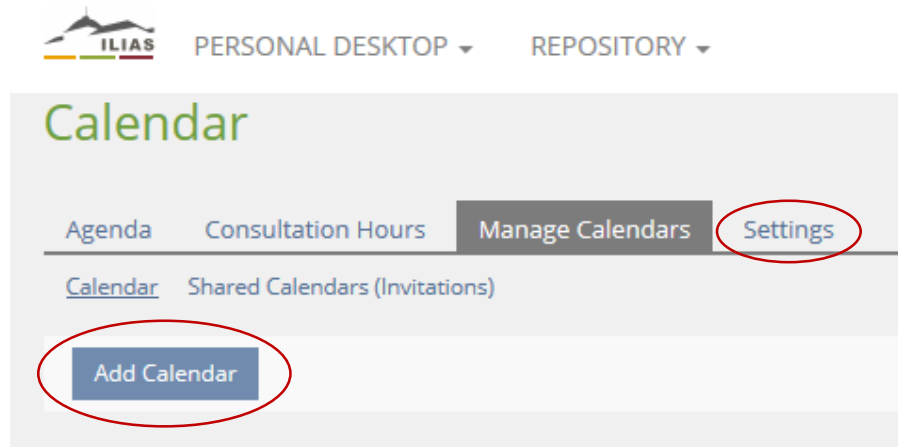 ILIAS PERSONAL DESKTOP REPOSITORY
Calendar
Agenda Consultation Hours Manage Calendars Settings
Calendar Shared Calendars (Invitations)
Add Calendar